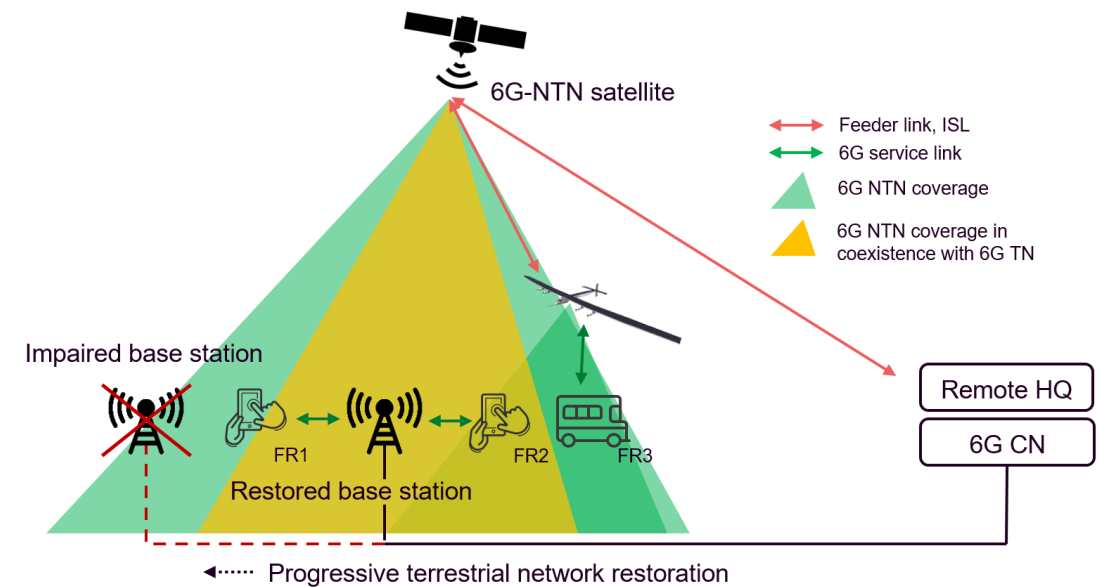 6G-NTN satellite
Feeder link, ISL
6G service link
6G NTN coverage
6G NTN coverage in
coexistence with 6G TN
Impaired base station
Remote HQ
6G CN
FR1
FR2
FR3
Restored base station
Progressive terrestrial network restoration